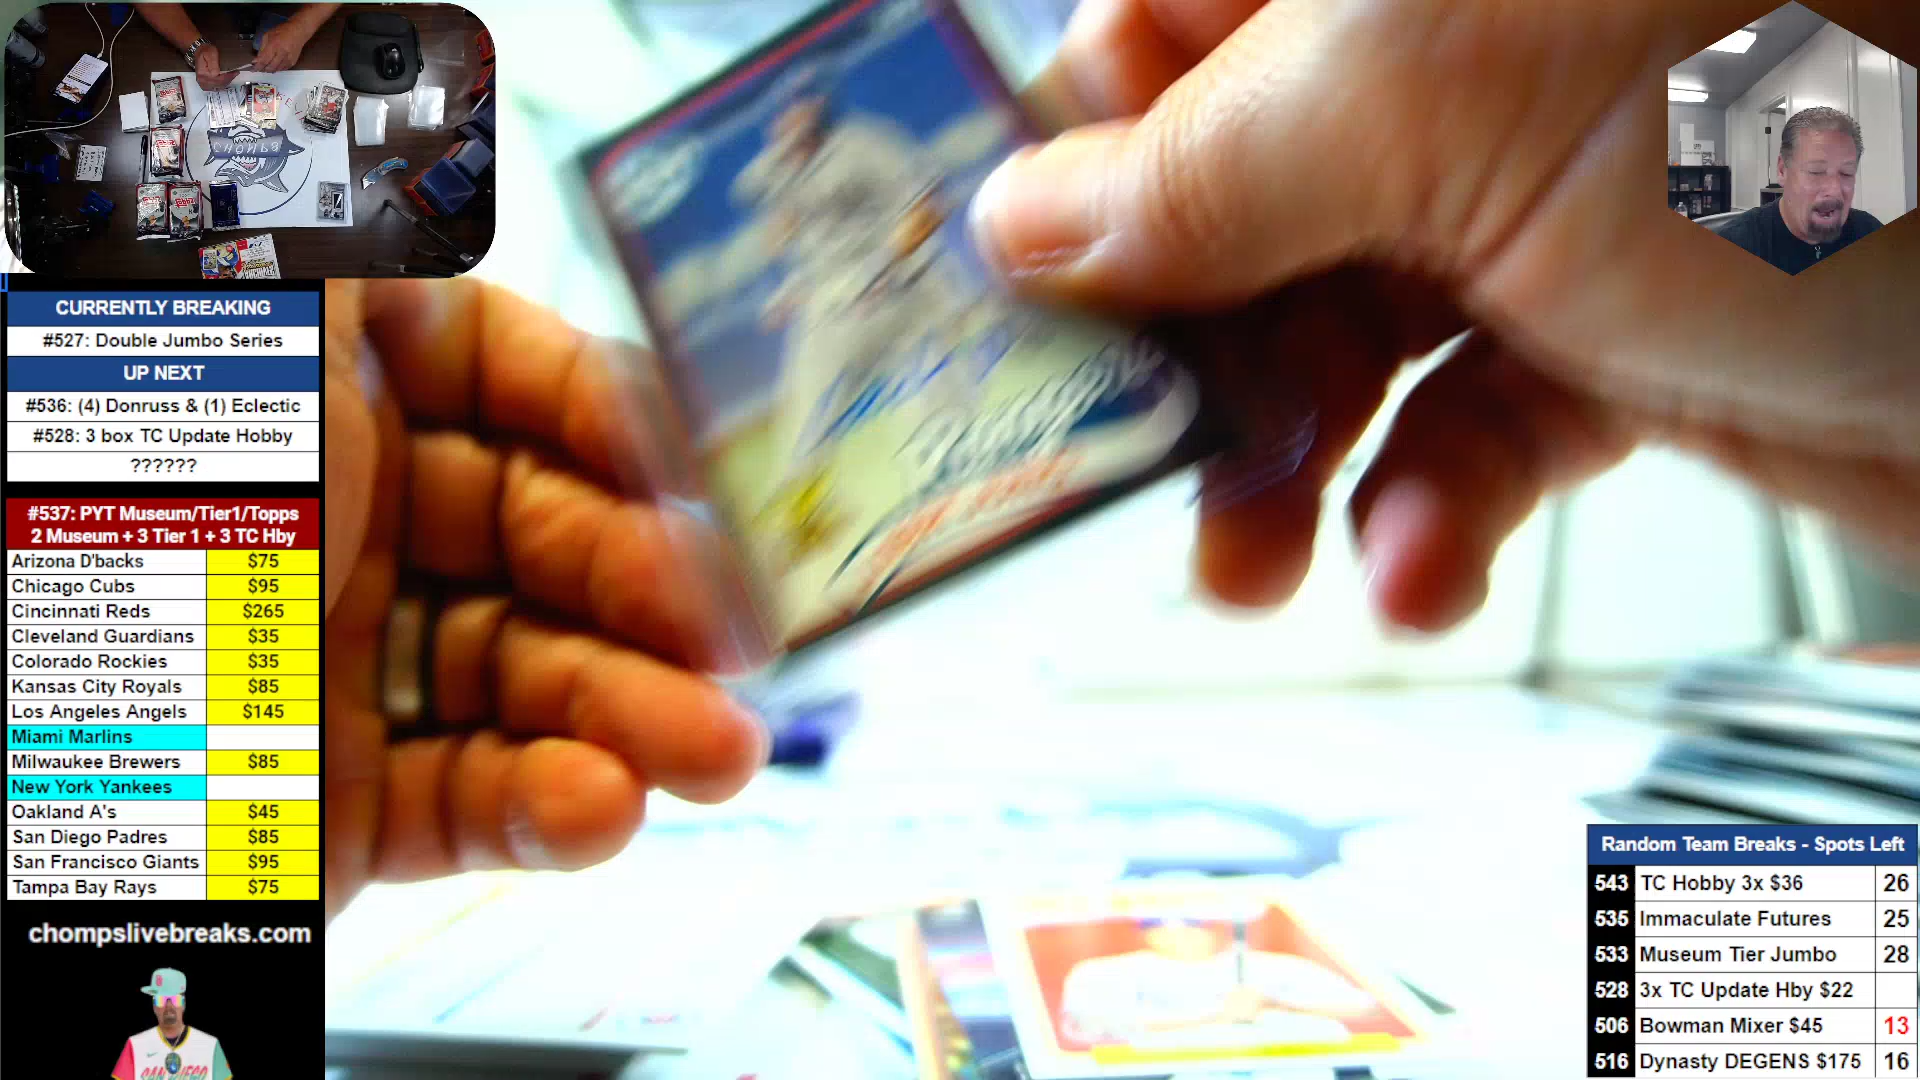 CURRENTLY BREAKING
#527: Double Jumbo Series
UP NEXT
#536: (4) Donruss & (1) Eclectic
#528: 3 box TC Update Hobby
??????
#537: PYT Museum/Tier1/Topps
2 Museum + 3 Tier 1 + 3 TC Hby
Arizona D'backs $75
Chicago Cubs $95
Cincinnati Reds $265
Cleveland Guardians $35
Colorado Rockies $35
Kansas City Royals $85
Los Angeles Angels $145
Miami Marlins
Milwaukee Brewers $85
New York Yankees
Oakland A's $45
San Diego Padres $85
San Francisco Giants $95
Tampa Bay Rays $75
chompslivebreaks.com
Random Team Breaks - Spots Left
543 TC Hobby 3x $36 26
535 Immaculate Futures 25
533 Museum Tier Jumbo 28
528 3x TC Update Hby $22
506 Bowman Mixer $45 13
516 Dynasty DEGENS $175 16
CHOMPS